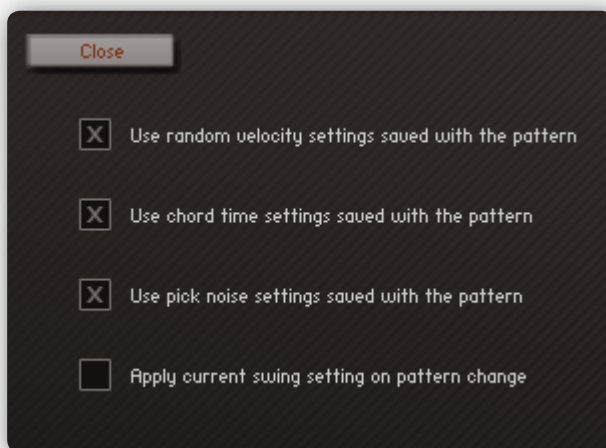 Close
X Use random velocity settings saved with the pattern
X Use chord time settings saved with the pattern
X Use pick noise settings saved with the pattern
Apply current swing setting on pattern change